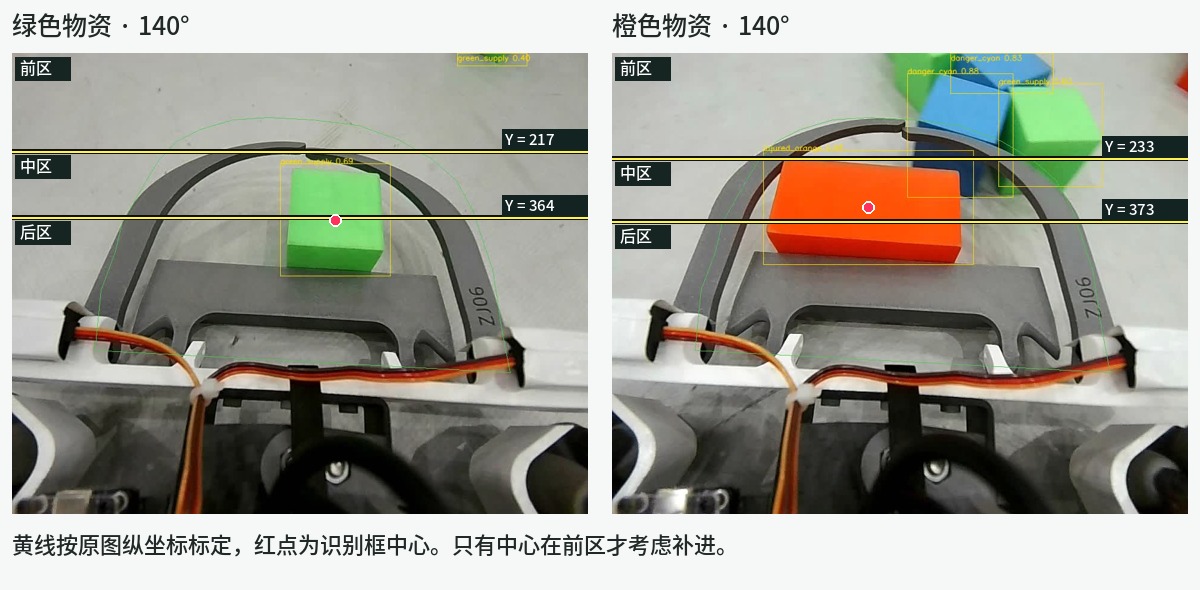 绿色物资 · 140°
橙色物资 · 140°
前区
green_supply 0.40
Y = 217
中区
green_supply 0.69
Y = 364
后区
ZJ06
前区
danger_cyan 0.83
danger_cyan 0.88
Y = 233
中区
Y = 373
后区
ZJ06
黄线按原图纵坐标标定，红点为识别框中心。只有中心在前区才考虑补进。